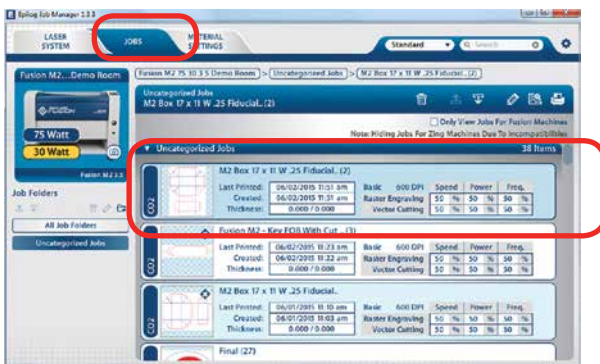 Epilog Job Manager 1.3.3
LASER SYSTEM
JOBS
MATERIAL SETTINGS
Standard
Search
Fusion M2...Demo Room
Fusion M2 75 30 3 5 Demo Room > Uncategorized Jobs > M2 Box 17 x 11 W .25 Fiducial.. (2)
Uncategorized Jobs
M2 Box 17 x 11 W .25 Fiducial.. (2)
FUSION
75 Watt
30 Watt
Fusion M2 3.5
Only View Jobs For Fusion Machines
Note: Hiding Jobs For Zing Machines Due To Incompatibilities
Uncategorized Jobs 38 Items
Job Folders
All Job Folders
Uncategorized Jobs
CO2
M2 Box 17 x 11 W .25 Fiducial.. (2)
Last Printed: 06/02/2015 11:51 am Basic 600 DPI Speed Power Freq.
Created: 06/02/2015 11:31 am Raster Engraving 50 % 50 %
Thickness: 0.000 / 0.000 Vector Cutting 50 % 50 % 50 %
CO2
Fusion M2 - Key FOB With Cut .. (3)
Last Printed: 06/02/2015 11:23 am Basic 600 DPI Speed Power Freq.
Created: 06/02/2015 11:22 am Raster Engraving 50 % 50 %
Thickness: 0.000 / 0.000 Vector Cutting 50 % 50 % 50 %
CO2
M2 Box 17 x 11 W .25 Fiducial..
Last Printed: 06/01/2015 11:10 am Basic 600 DPI Speed Power Freq.
Created: 06/01/2015 11:03 am Raster Engraving 50 % 50 %
Thickness: 0.000 / 0.000 Vector Cutting 50 % 50 % 50 %
Final (27)